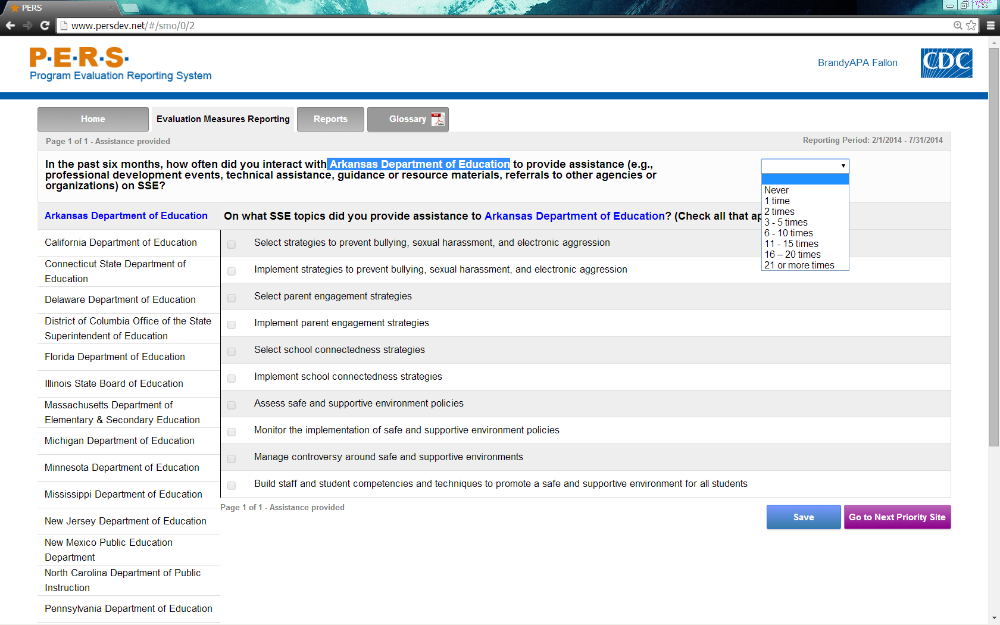 PERS
www.persdev.net/#/smo/0/2
P·E·R·S·
Program Evaluation Reporting System
BrandyAPA Fallon
CDC
Home
Evaluation Measures Reporting
Reports
Glossary
Page 1 of 1 - Assistance provided
Reporting Period: 2/1/2014 - 7/31/2014
In the past six months, how often did you interact with Arkansas Department of Education to provide assistance (e.g.,
professional development events, technical assistance, guidance or resource materials, referrals to other agencies or
organizations) on SSE?
Never
1 time
2 times
3 - 5 times
6 - 10 times
11 - 15 times
16 – 20 times
21 or more times
Arkansas Department of Education
On what SSE topics did you provide assistance to Arkansas Department of Education? (Check all that ap
California Department of Education
Connecticut State Department of
Education
Delaware Department of Education
District of Columbia Office of the State
Superintendent of Education
Florida Department of Education
Illinois State Board of Education
Massachusetts Department of
Elementary & Secondary Education
Michigan Department of Education
Minnesota Department of Education
Mississippi Department of Education
New Jersey Department of Education
New Mexico Public Education
Department
North Carolina Department of Public
Instruction
Pennsylvania Department of Education
Select strategies to prevent bullying, sexual harassment, and electronic aggression
Implement strategies to prevent bullying, sexual harassment, and electronic aggression
Select parent engagement strategies
Implement parent engagement strategies
Select school connectedness strategies
Implement school connectedness strategies
Assess safe and supportive environment policies
Monitor the implementation of safe and supportive environment policies
Manage controversy around safe and supportive environments
Build staff and student competencies and techniques to promote a safe and supportive environment for all students
Page 1 of 1 - Assistance provided
Save
Go to Next Priority Site